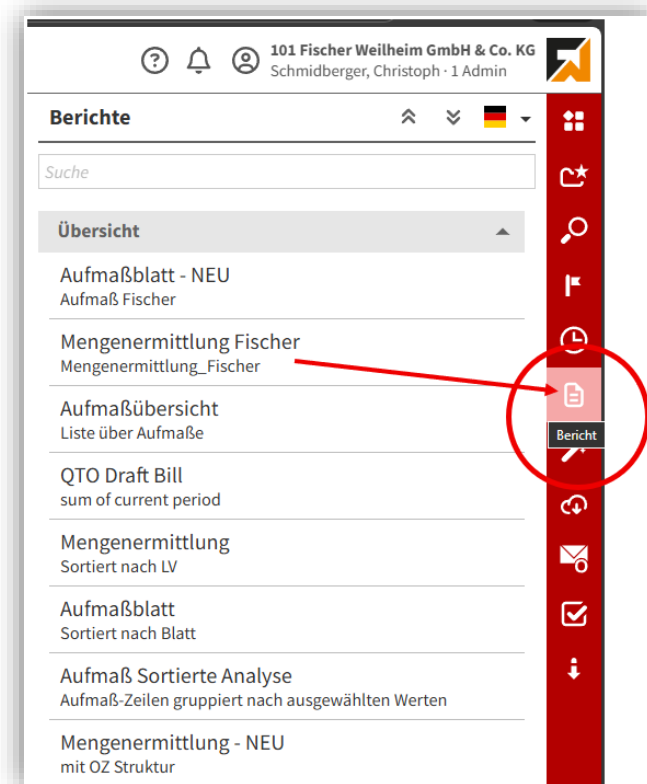 101 Fischer Weilheim GmbH & Co. KG
Schmidberger, Christoph · 1 Admin
Berichte
Suche
Übersicht
Aufmaßblatt - NEU
Aufmaß Fischer
Mengenermittlung Fischer
Mengenermittlung_Fischer
Bericht
Aufmaßübersicht
Liste über Aufmaße
QTO Draft Bill
sum of current period
Mengenermittlung
Sortiert nach LV
Aufmaßblatt
Sortiert nach Blatt
Aufmaß Sortierte Analyse
Aufmaß-Zeilen gruppiert nach ausgewählten Werten
Mengenermittlung - NEU
mit OZ Struktur